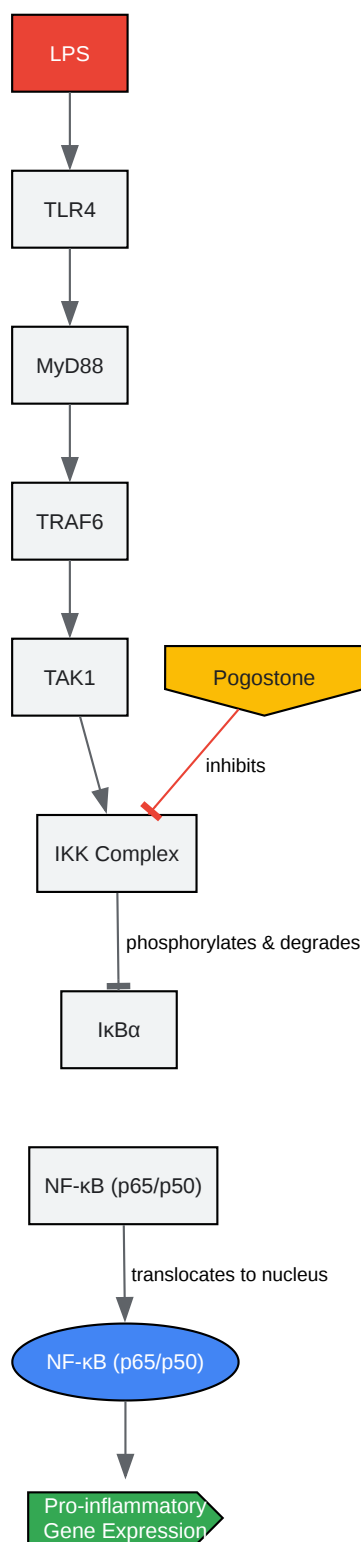 LPS
TLR4
MyD88
TRAF6
TAK1
Pogostone
inhibits
IKK Complex
phosphorylates & degrades
IκBα
NF-κB (p65/p50)
translocates to nucleus
NF-κB (p65/p50)
Pro-inflammatory
Gene Expression